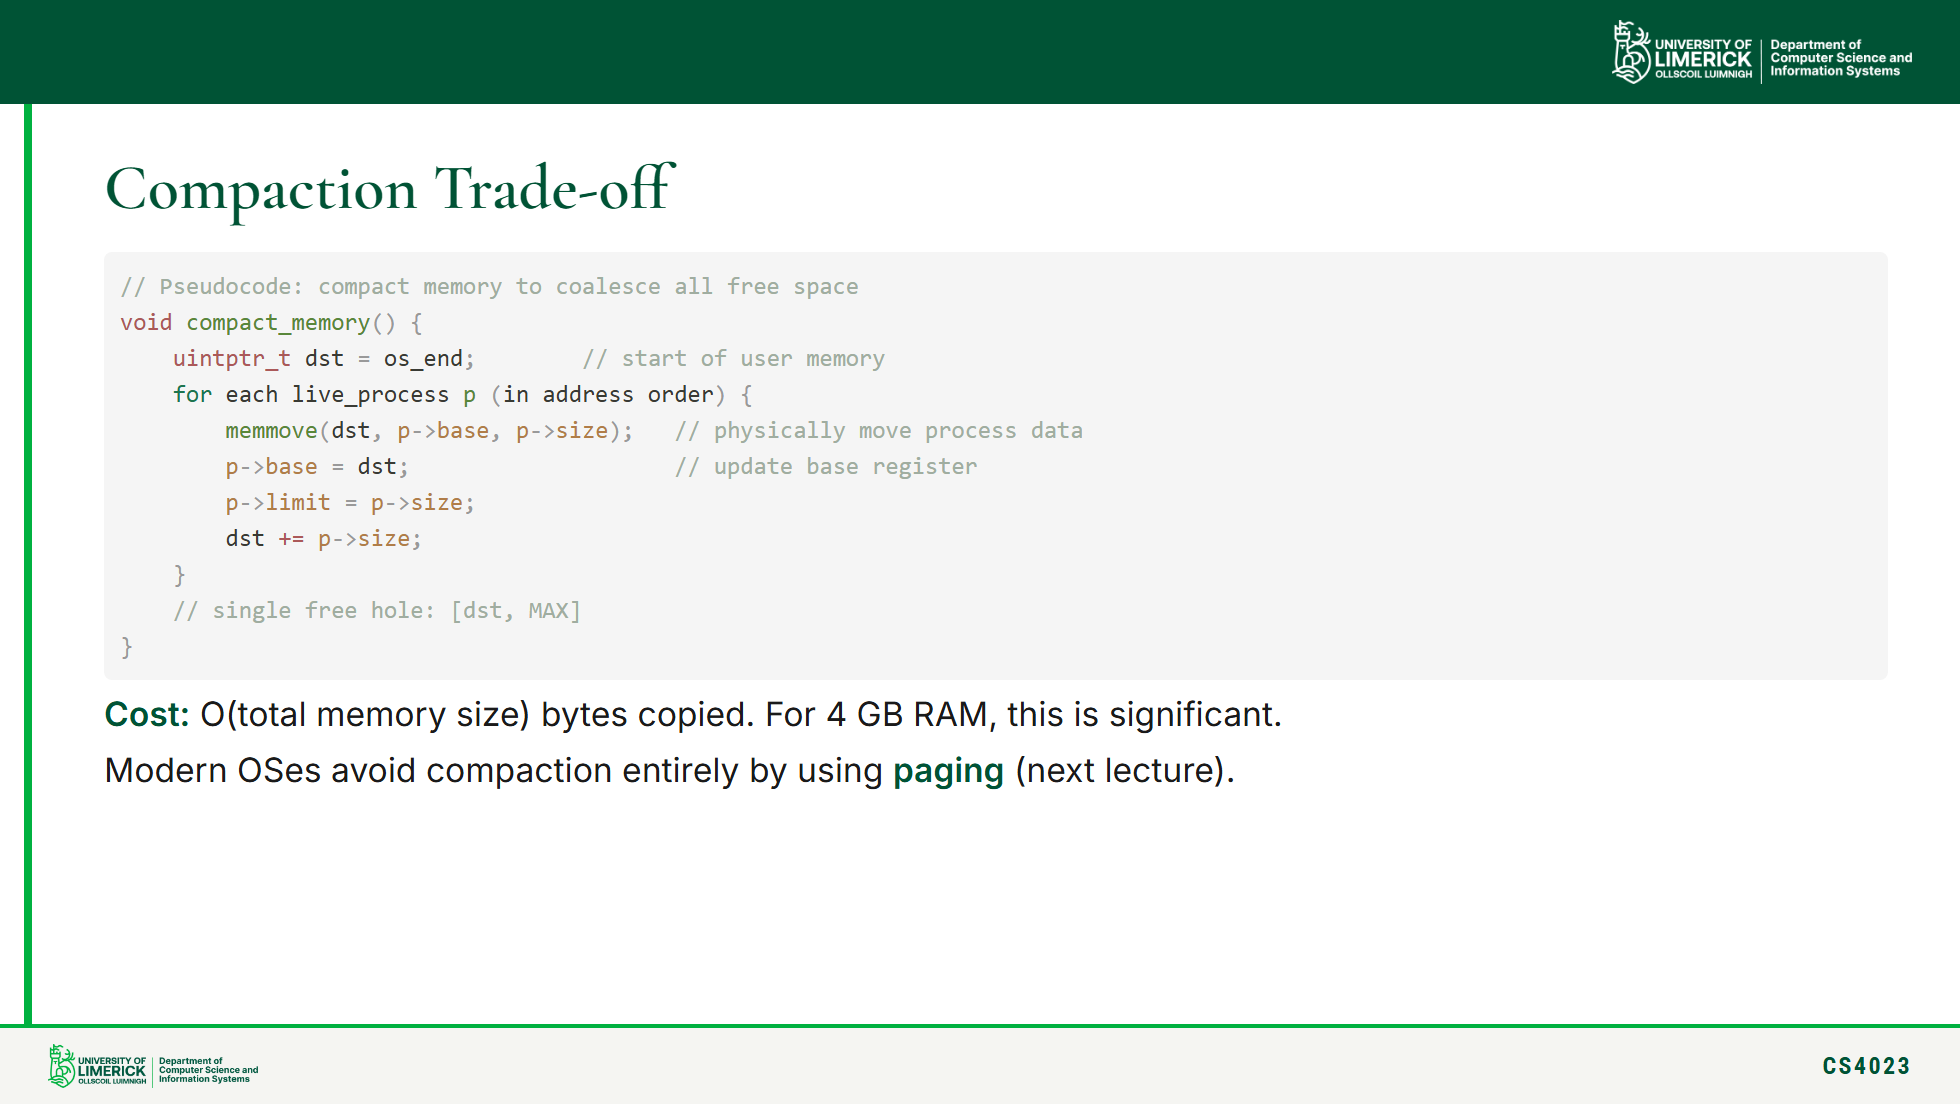 UNIVERSITY OF
LIMERICK
OLLSCOIL LUIMNIGH
Department of
Computer Science and
Information Systems
Compaction Trade-off
// Pseudocode: compact memory to coalesce all free space
void compact_memory() {
    uintptr_t dst = os_end;        // start of user memory
    for each live_process p (in address order) {
        memmove(dst, p->base, p->size);   // physically move process data
        p->base = dst;                    // update base register
        p->limit = p->size;
        dst += p->size;
    }
    // single free hole: [dst, MAX]
}
Cost: O(total memory size) bytes copied. For 4 GB RAM, this is significant.
Modern OSes avoid compaction entirely by using paging (next lecture).
UNIVERSITY OF
LIMERICK
OLLSCOIL LUIMNIGH
Department of
Computer Science and
Information Systems
CS4023